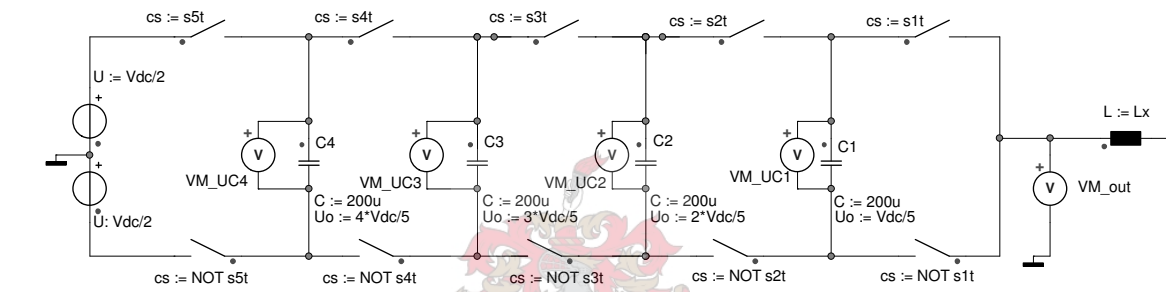 cs := s5t
cs := s4t
cs := s3t
cs := s2t
cs := s1t
U := Vdc/2
U: Vdc/2
+
+
+
V
VM_UC4
C4
C := 200u
Uo := 4*Vdc/5
+
V
VM_UC3
C3
C := 200u
Uo := 3*Vdc/5
+
V
VM_UC2
C2
C := 200u
Uo := 2*Vdc/5
+
V
VM_UC1
C1
C := 200u
Uo := Vdc/5
L := Lx
+
V
VM_out
cs := NOT s5t
cs := NOT s4t
cs := NOT s3t
cs := NOT s2t
cs := NOT s1t